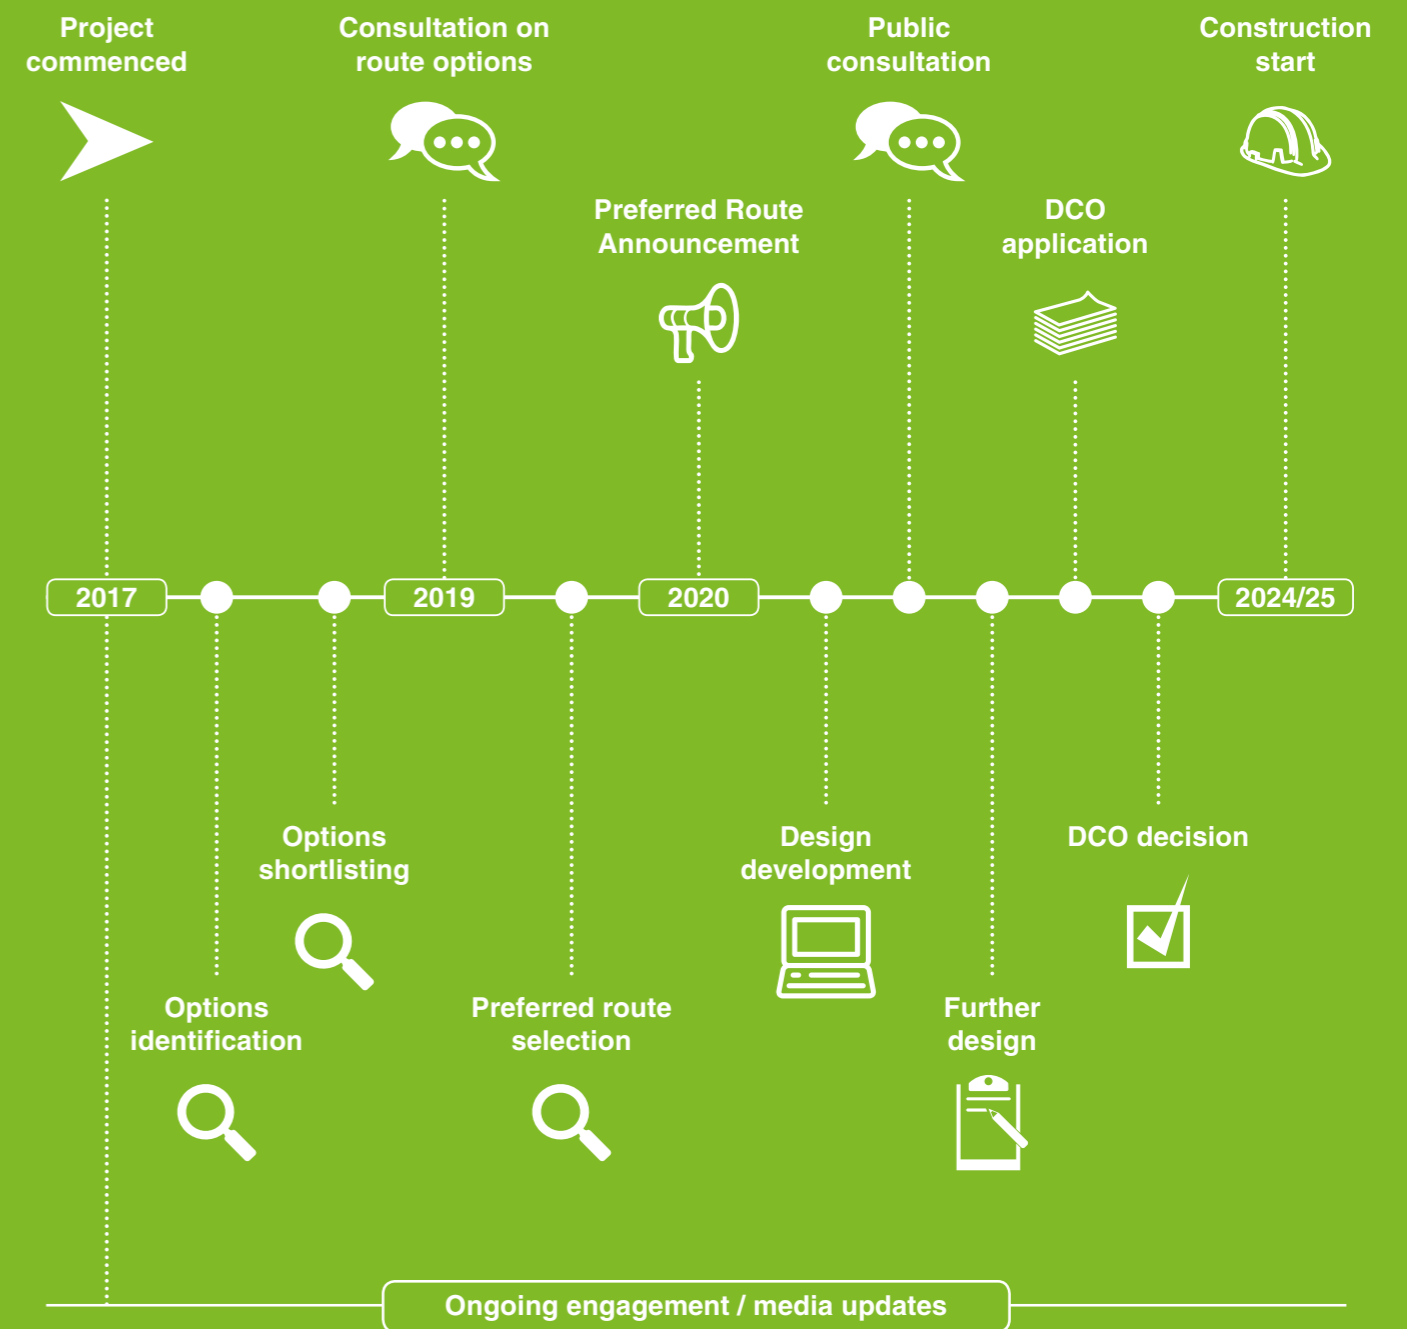 Project
commenced
Consultation on
route options
Public
consultation
Construction
start
Preferred Route
Announcement
DCO
application
2017
2019
2020
2024/25
Options
shortlisting
Design
development
DCO decision
Options
identification
Preferred route
selection
Further
design
Ongoing engagement / media updates